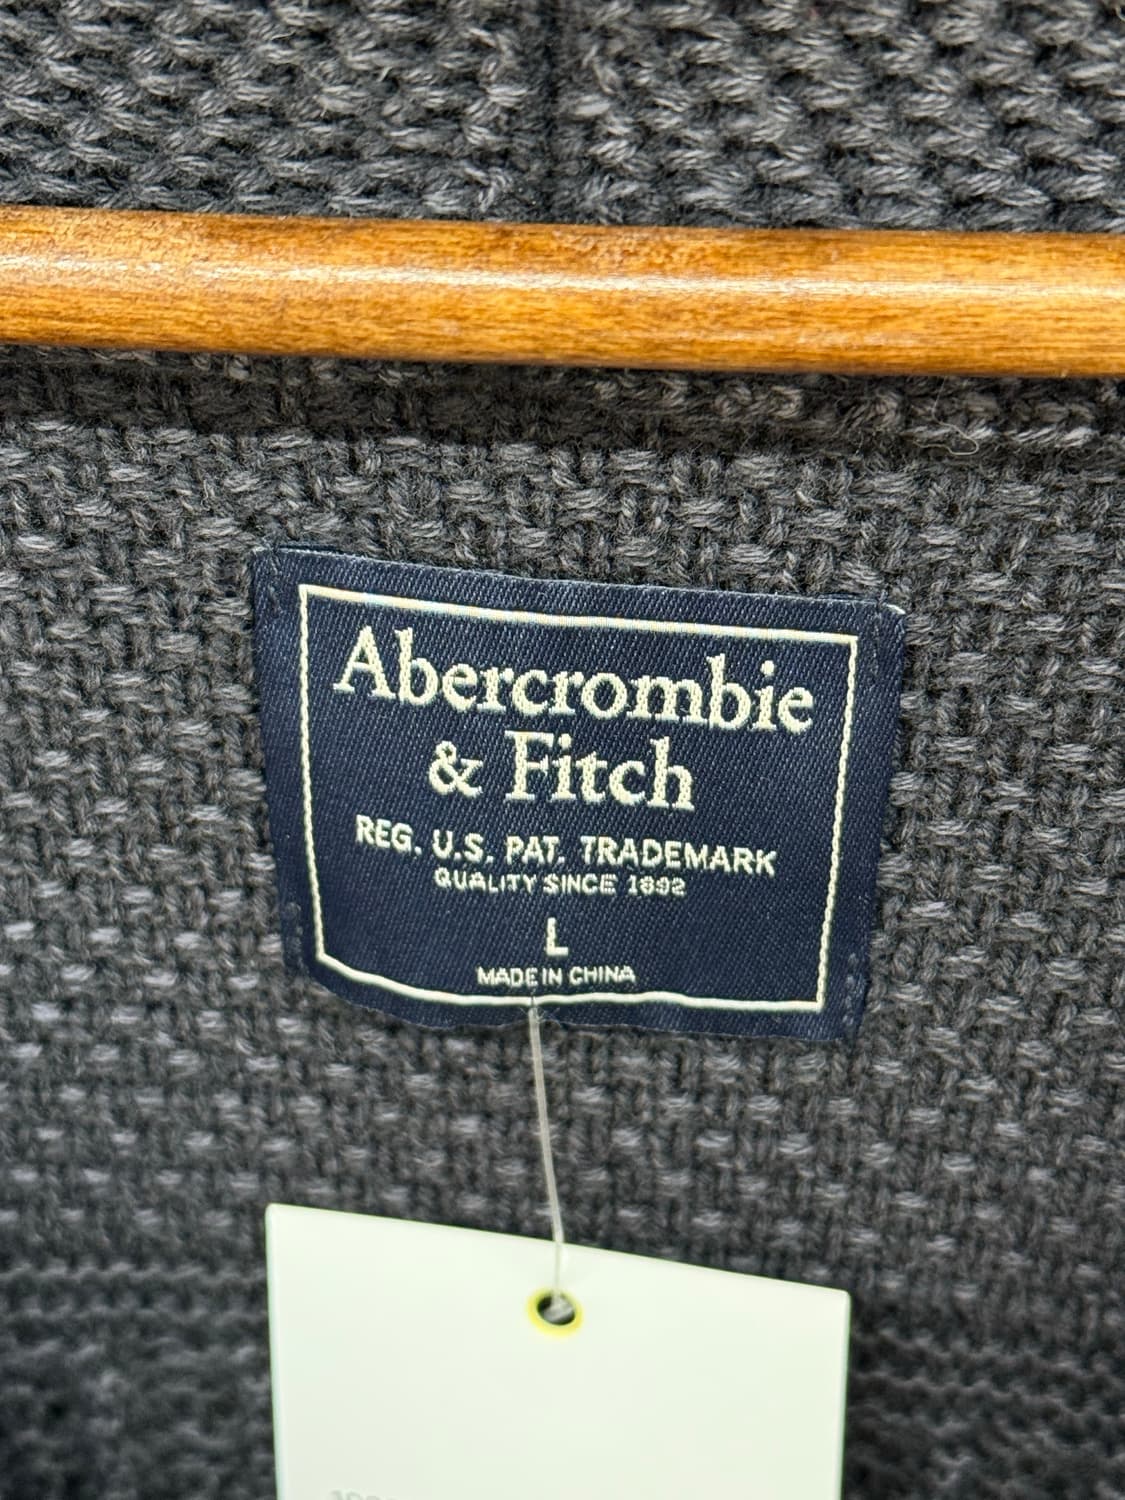 Abercrombie
& Fitch
REG. U.S. PAT. TRADEMARK
QUALITY SINCE 1892
L
MADE IN CHINA